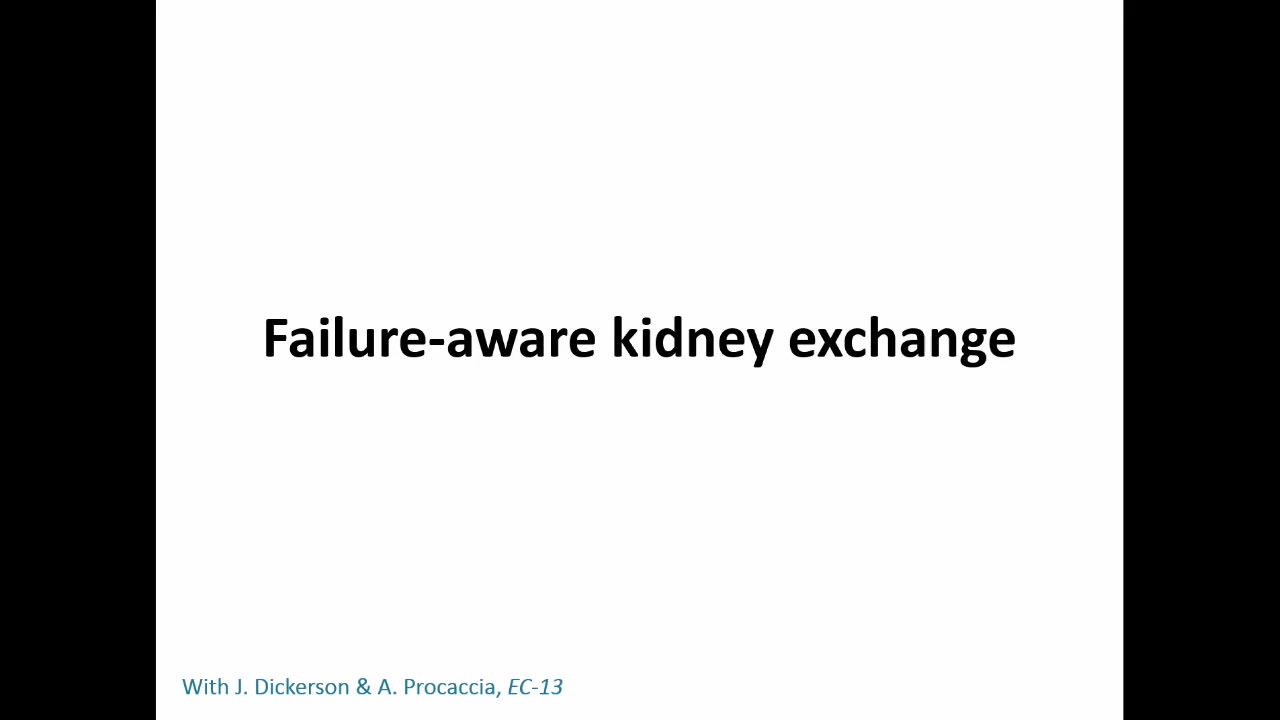 Failure-aware kidney exchange
With J. Dickerson & A. Procaccia, EC-13